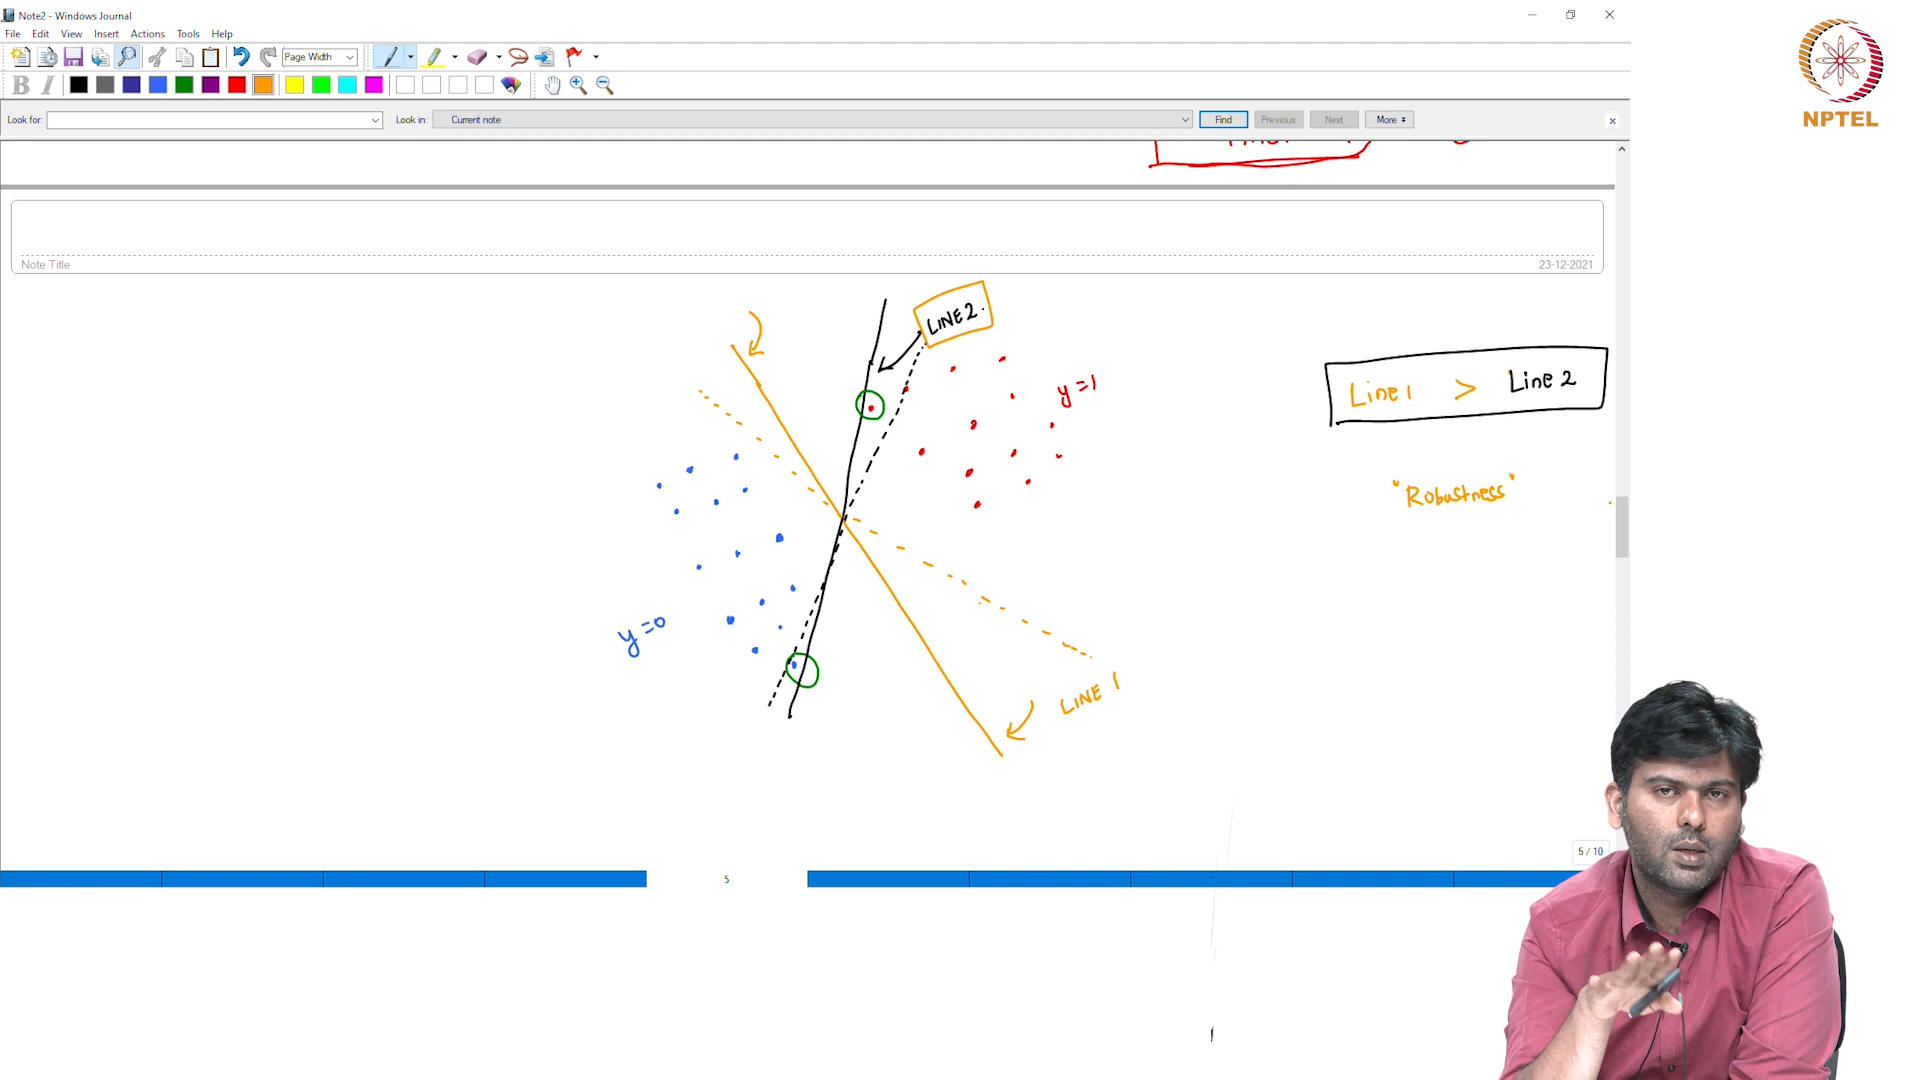 Note2 - Windows Journal
File Edit View Insert Actions Tools Help
Page Width
B I
Look for: Look in: Current note Find Previous Next More
NPTEL
Note Title
23-12-2021
LINE 2.
y=1
Line 1 > Line 2
"Robustness"
y=0
LINE 1
5 / 10
5